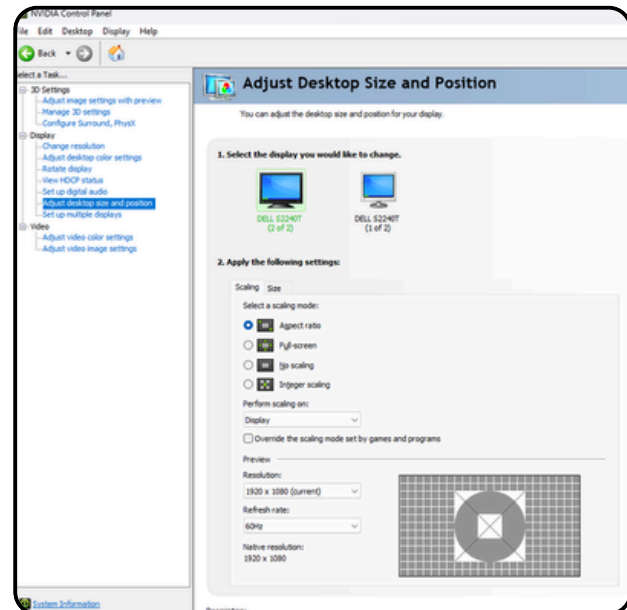 NVIDIA Control Panel
File Edit Desktop Display Help
Back
Select a Task...
3D Settings
Adjust image settings with preview
Manage 3D settings
Configure Surround, PhysX
Display
Change resolution
Adjust desktop color settings
Rotate display
View HDCP status
Set up digital audio
Adjust desktop size and position
Set up multiple displays
Video
Adjust video color settings
Adjust video image settings
System Information
Adjust Desktop Size and Position
You can adjust the desktop size and position for your display.
1. Select the display you would like to change.
DELL S2240T
(2 of 2)
DELL S2240T
(1 of 2)
2. Apply the following settings:
Scaling Size
Select a scaling mode:
Aspect ratio
Full-screen
No scaling
Integer scaling
Perform scaling on:
Display
Override the scaling mode set by games and programs
Preview
Resolution:
1920 x 1080 (current)
Refresh rate:
60Hz
Native resolution:
1920 x 1080